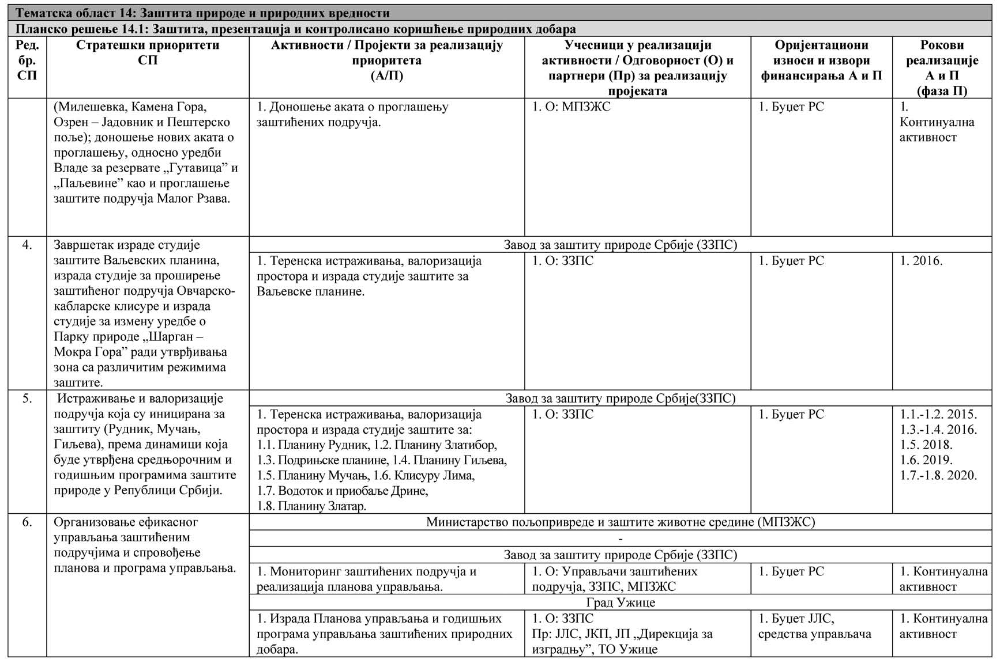 Тематска област 14: Заштита природе и природних вредности
Планско решење 14.1: Заштита, презентација и контролисано коришћење природних добара
Ред.
бр.
СП
Стратешки приоритети
СП
Активности / Пројекти за реализацију
приоритета
(А/П)
Учесници у реализацији
активности / Одговорност (О) и
партнери (Пр) за реализацију
пројеката
Оријентациони
износи и извори
финансирања А и П
Рокови
реализације
А и П
(фаза П)
(Милешевка, Камена Гора,
Озрен – Јадовник и Пештерско
поље); доношење нових аката о
проглашењу, односно уредби
Владе за резервате „Гутавица” и
„Паљевине” као и проглашење
заштите подручја Малог Рзава.
1. Доношење аката о проглашењу
заштићених подручја.
1. О: МПЗЖС
1. Буџет РС
1.
Континуална
активност
4.
Завршетак израде студије
заштите Ваљевских планина,
израда студије за проширење
заштићеног подручја Овчарско-
кабларске клисуре и израда
студије за измену уредбе о
Парку природе „Шарган –
Мокра Гора” ради утврђивања
зона са различитим режимима
заштите.
Завод за заштиту природе Србије (ЗЗПС)
1. Теренска истраживања, валоризација
простора и израда студије заштите за
Ваљевске планине.
1. О: ЗЗПС
1. Буџет РС
1. 2016.
5.
Истраживање и валоризације
подручја која су иницирана за
заштиту (Рудник, Мучањ,
Гиљева), према динамици која
буде утврђена средњорочним и
годишњим програмима заштите
природе у Републици Србији.
Завод за заштиту природе Србије(ЗЗПС)
1. Теренска истраживања, валоризација
простора и израда студије заштите за:
1.1. Планину Рудник, 1.2. Планину Златибор,
1.3. Подрињске планине, 1.4. Планину Гиљева,
1.5. Планину Мучањ, 1.6. Клисуру Лима,
1.7. Водоток и приобаље Дрине,
1.8. Планину Златар.
1. О: ЗЗПС
1. Буџет РС
1.1.-1.2. 2015.
1.3.-1.4. 2016.
1.5. 2018.
1.6. 2019.
1.7.-1.8. 2020.
6.
Организовање ефикасног
управљања заштићеним
подручјима и спровођење
планова и програма управљања.
Министарство пољопривреде и заштите животне средине (МПЗЖС)
-
Завод за заштиту природе Србије (ЗЗПС)
1. Мониторинг заштићених подручја и
реализација планова управљања.
1. О: Управљачи заштићених
подручја, ЗЗПС, МПЗЖС
1. Буџет РС
1. Континуална
активност
Град Ужице
1. Израда Планова управљања и годишњих
програма управљања заштићених природних
добара.
1. О: ЗЗПС
Пр: ЈЛС, ЈКП, ЈП „Дирекција за
изградњу”, ТО Ужице
1. Буџет ЈЛС,
средства управљача
1. Континуална
активност